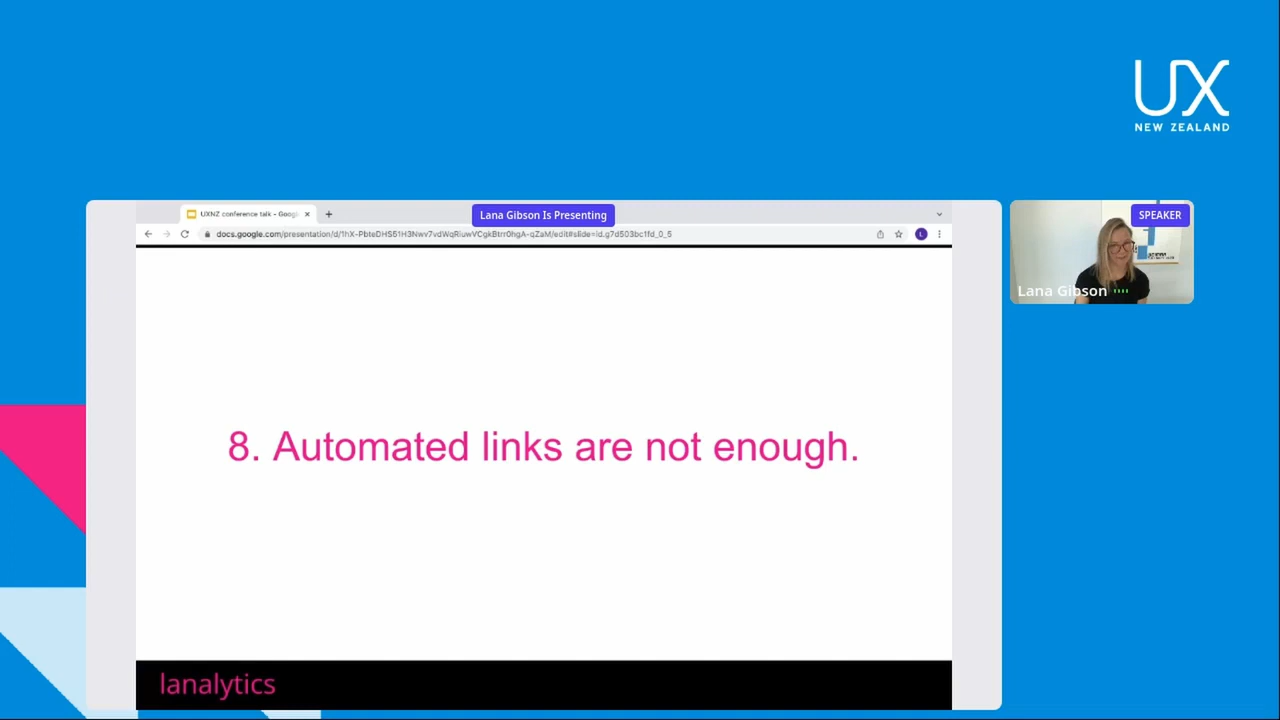 UX
NEW ZEALAND
UXNZ conference talk - Googl
Lana Gibson Is Presenting
SPEAKER
Lana Gibson
8. Automated links are not enough.
lanalytics